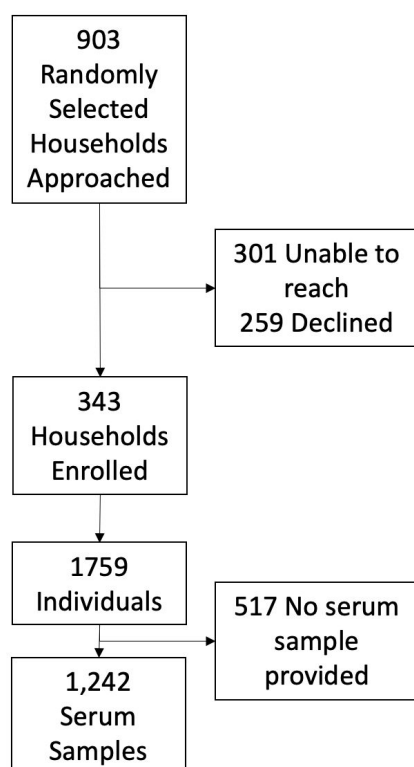 903
Randomly
Selected
Households
Approached
301 Unable to
reach
259 Declined
343
Households
Enrolled
1759
Individuals
517 No serum
sample
provided
1,242
Serum
Samples